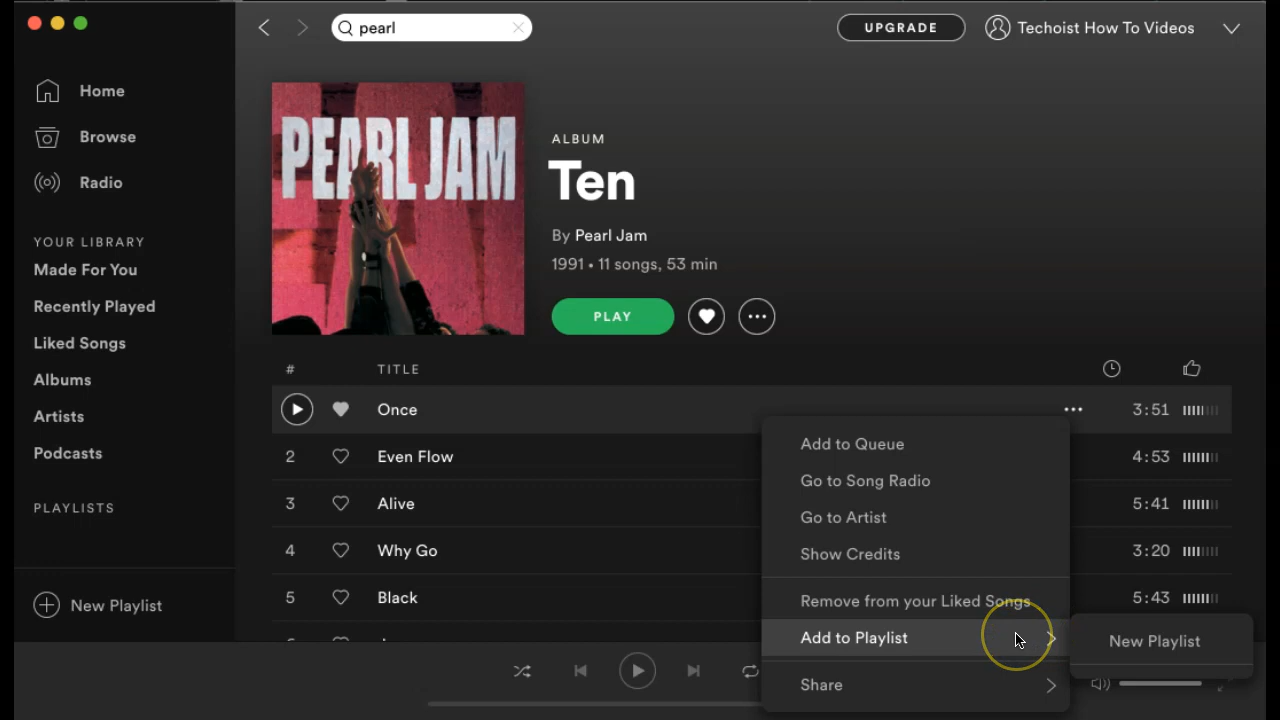 pearl
UPGRADE
Techoist How To Videos
Home
Browse
Radio
YOUR LIBRARY
Made For You
Recently Played
Liked Songs
Albums
Artists
Podcasts
PLAYLISTS
New Playlist
PEARL JAM
ALBUM
Ten
By Pearl Jam
1991 • 11 songs, 53 min
PLAY
# TITLE
Once 3:51
2 Even Flow 4:53
3 Alive 5:41
4 Why Go 3:20
5 Black 5:43
Add to Queue
Go to Song Radio
Go to Artist
Show Credits
Remove from your Liked Songs
Add to Playlist
New Playlist
Share